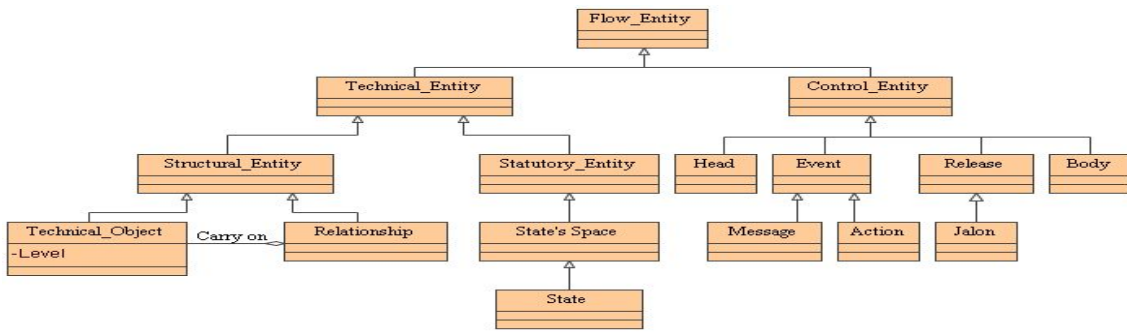 Flow_Entity
Technical_Entity
Control_Entity
Structural_Entity
Statutory_Entity
Head
Event
Release
Body
Technical_Object
-Level
Carry on
Relationship
State's Space
Message
Action
Jalon
State